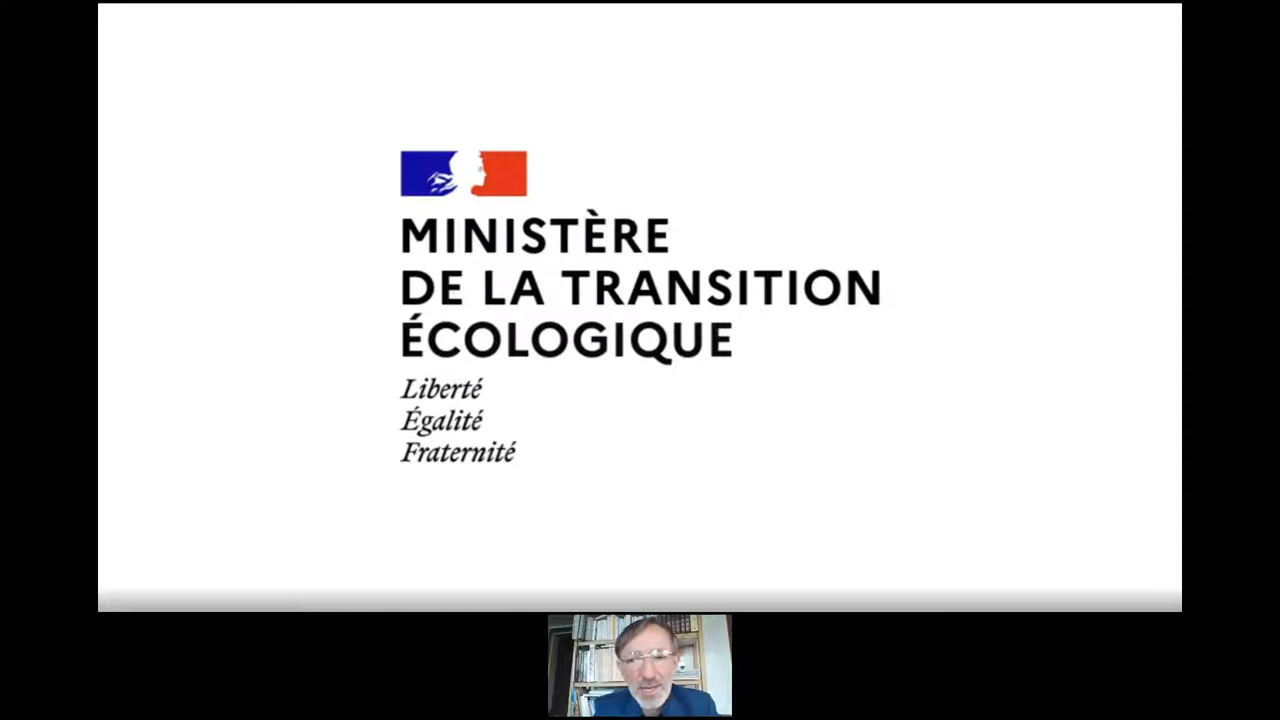 MINISTÈRE
DE LA TRANSITION
ÉCOLOGIQUE
Liberté
Égalité
Fraternité